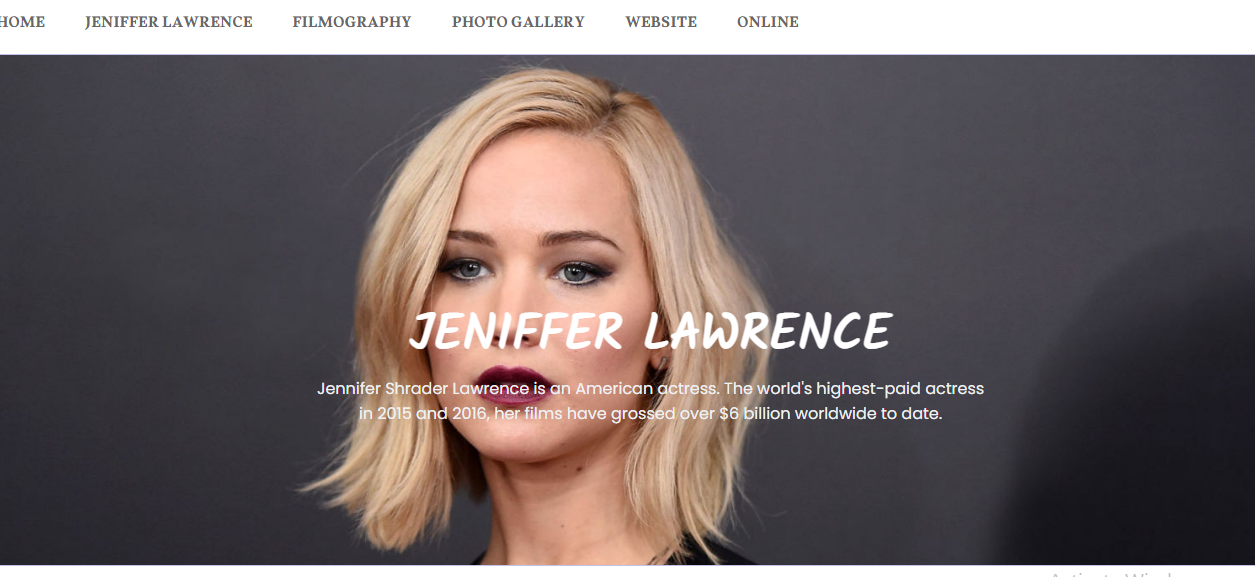 HOME JENIFFER LAWRENCE FILMOGRAPHY PHOTO GALLERY WEBSITE ONLINE
JENIFFER LAWRENCE
Jennifer Shrader Lawrence is an American actress. The world's highest-paid actress
in 2015 and 2016, her films have grossed over $6 billion worldwide to date.